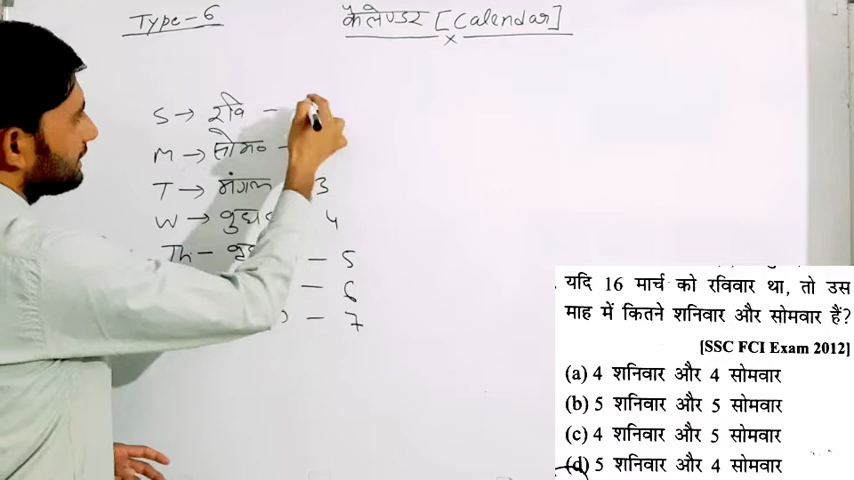 Type-6
कैलेण्डर [Calendar]
x
S → रवि -
M → सोम० -
T → मंगल 3
W → 4
Th - - 5
- 6
- 7
यदि 16 मार्च को रविवार था, तो उस
माह में कितने शनिवार और सोमवार हैं?
[SSC FCI Exam 2012]
(a) 4 शनिवार और 4 सोमवार
(b) 5 शनिवार और 5 सोमवार
(c) 4 शनिवार और 5 सोमवार
(d) 5 शनिवार और 4 सोमवार